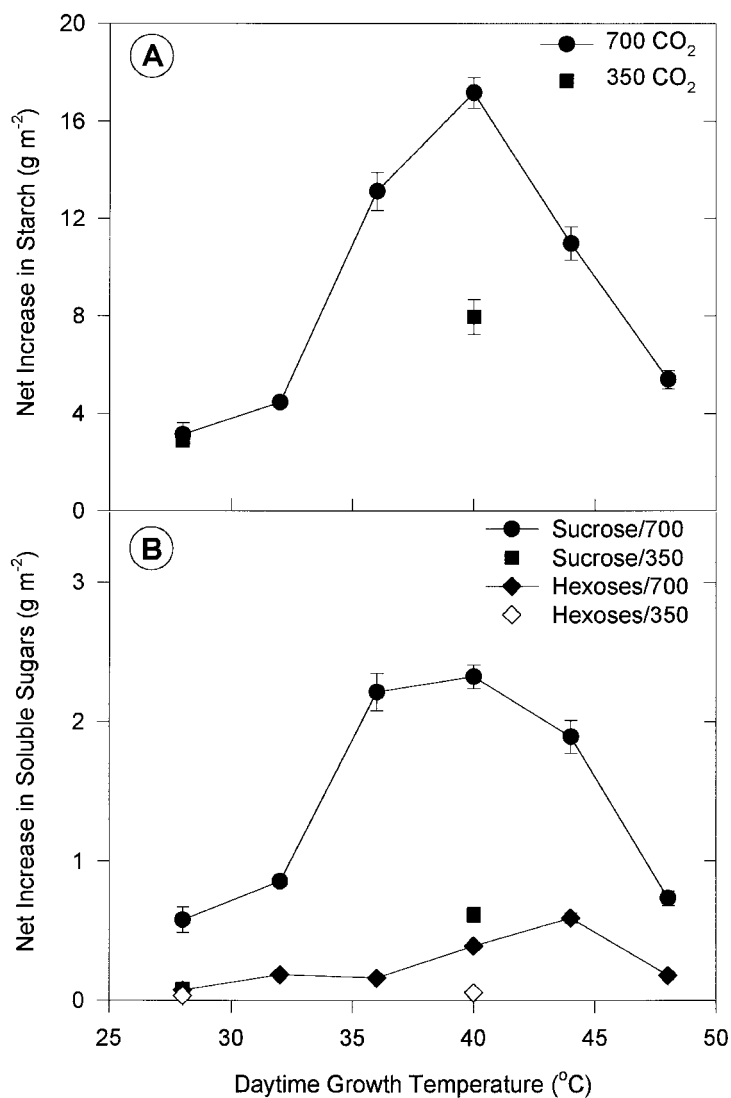 A
700 CO₂
350 CO₂
Net Increase in Starch (g m⁻²)
20
16
12
8
4
0
B
Sucrose/700
Sucrose/350
Hexoses/700
Hexoses/350
Net Increase in Soluble Sugars (g m⁻²)
3
2
1
0
25 30 35 40 45 50
Daytime Growth Temperature (°C)